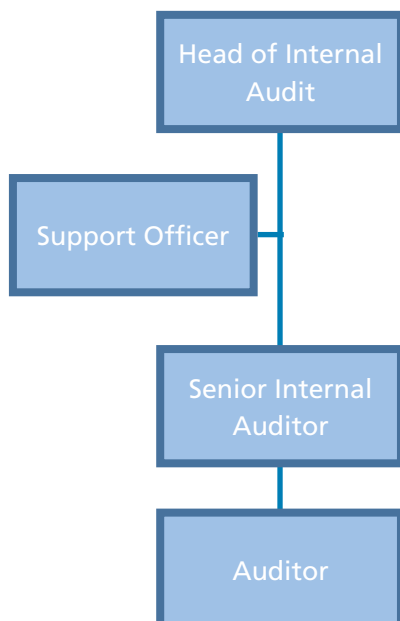 Head of Internal
Audit
Support Officer
Senior Internal
Auditor
Auditor